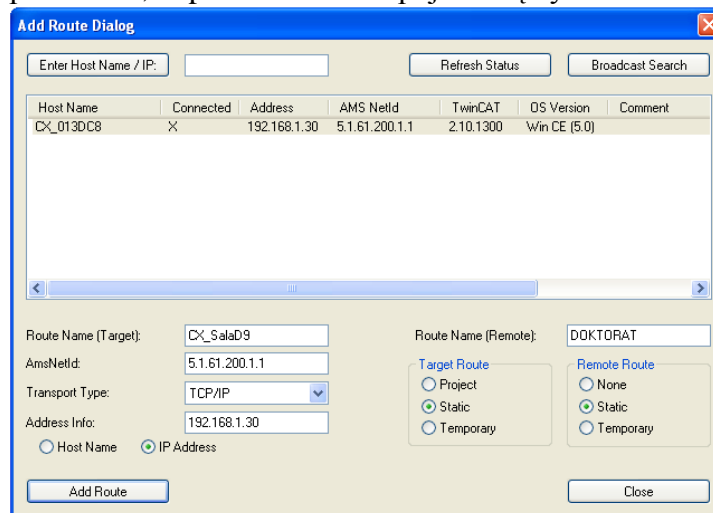 Add Route Dialog
Enter Host Name / IP: Refresh Status Broadcast Search
Host Name Connected Address AMS NetId TwinCAT OS Version Comment
CX_013DC8 X 192.168.1.30 5.1.61.200.1.1 2.10.1300 Win CE (5.0)
Route Name (Target): CX_SalaD9 Route Name (Remote): DOKTORAT
AmsNetId: 5.1.61.200.1.1 Target Route Remote Route
Project None
Transport Type: TCP/IP
Static Static
Address Info: 192.168.1.30 Temporary Temporary
Host Name IP Address
Add Route Close